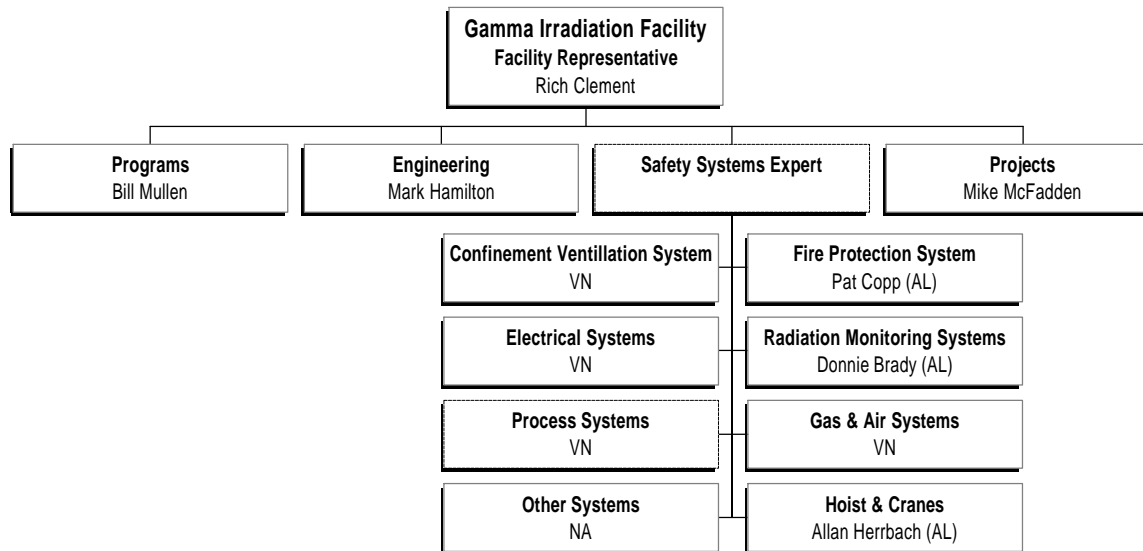 Gamma Irradiation Facility
Facility Representative
Rich Clement
Programs
Bill Mullen
Engineering
Mark Hamilton
Safety Systems Expert
Projects
Mike McFadden
Confinement Ventillation System
VN
Fire Protection System
Pat Copp (AL)
Electrical Systems
VN
Radiation Monitoring Systems
Donnie Brady (AL)
Process Systems
VN
Gas & Air Systems
VN
Other Systems
NA
Hoist & Cranes
Allan Herrbach (AL)